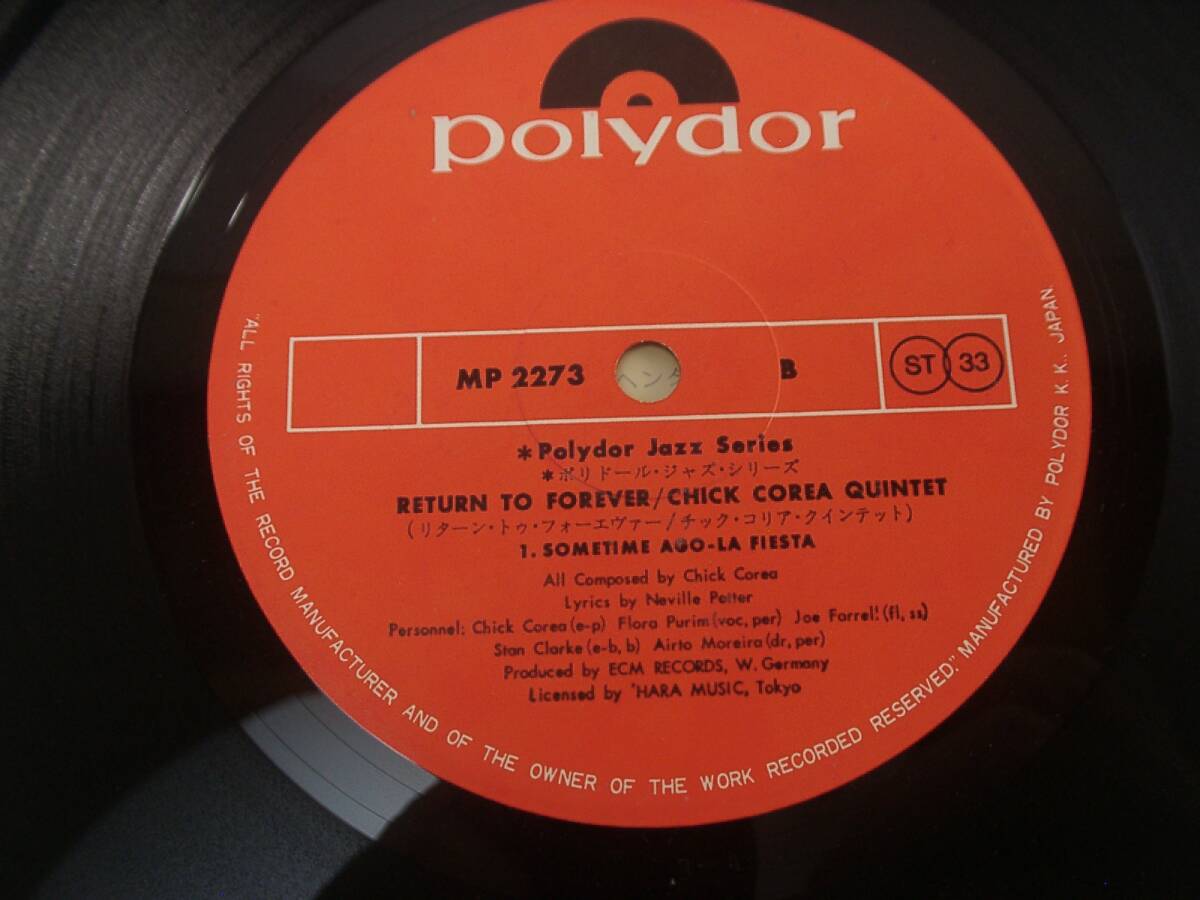 polydor
MP 2273 B ST 33
*Polydor Jazz Series
*ポリドール・ジャズ・シリーズ
RETURN TO FOREVER/CHICK COREA QUINTET
(リターン・トゥ・フォーエヴァー/チック・コリア・クインテット)
1. SOMETIME AGO-LA FIESTA
All Composed by Chick Corea
Lyrics by Neville Potter
Personnel: Chick Corea (e-p) Flora Purim (voc, per) Joe Farrell (fl, ss)
Stan Clarke (e-b, b) Airto Moreira (dr, per)
Produced by ECM RECORDS, W. Germany
Licensed by 'HARA MUSIC, Tokyo
"ALL RIGHTS OF THE RECORD MANUFACTURER AND OF THE OWNER OF THE WORK RECORDED RESERVED." MANUFACTURED BY POLYDOR K. K., JAPAN